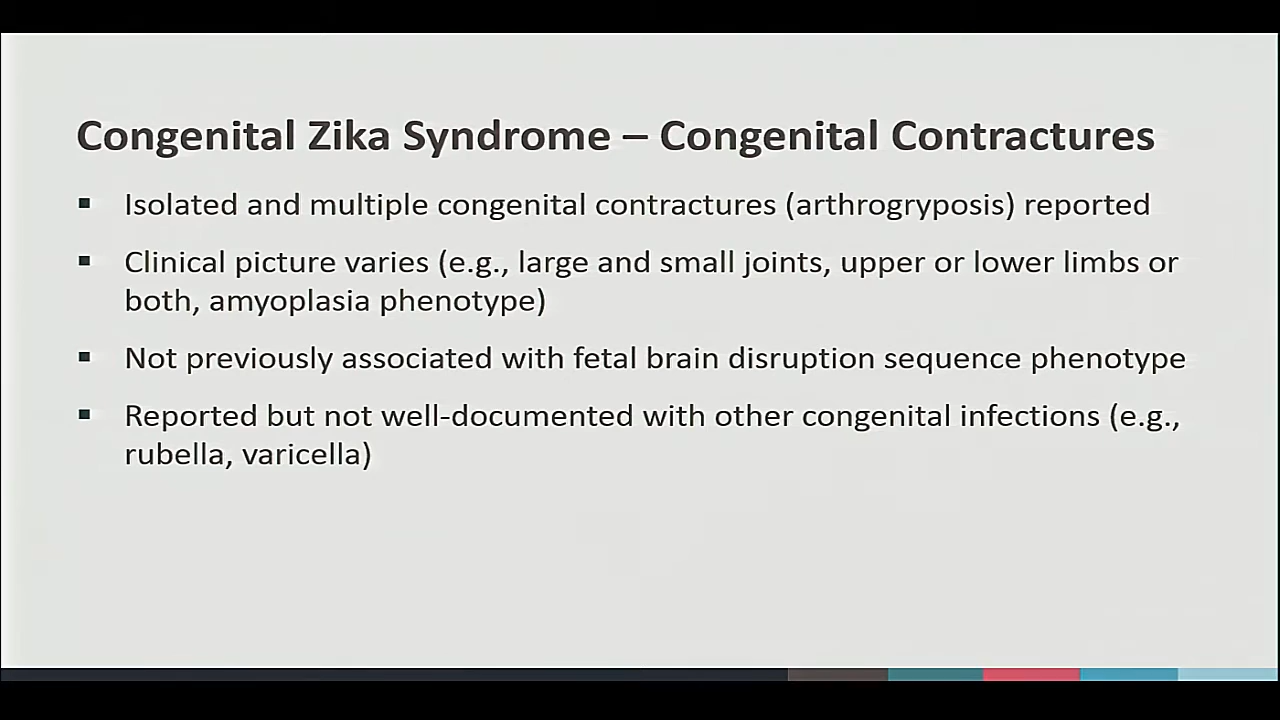 Congenital Zika Syndrome – Congenital Contractures
▪ Isolated and multiple congenital contractures (arthrogryposis) reported
▪ Clinical picture varies (e.g., large and small joints, upper or lower limbs or
both, amyoplasia phenotype)
▪ Not previously associated with fetal brain disruption sequence phenotype
▪ Reported but not well-documented with other congenital infections (e.g.,
rubella, varicella)